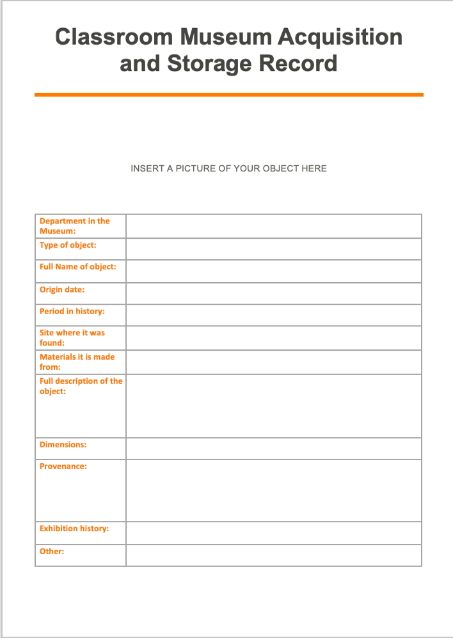 Classroom Museum Acquisition
and Storage Record
INSERT A PICTURE OF YOUR OBJECT HERE
Department in the
Museum:
Type of object:
Full Name of object:
Origin date:
Period in history:
Site where it was
found:
Materials it is made
from:
Full description of the
object:
Dimensions:
Provenance:
Exhibition history:
Other: